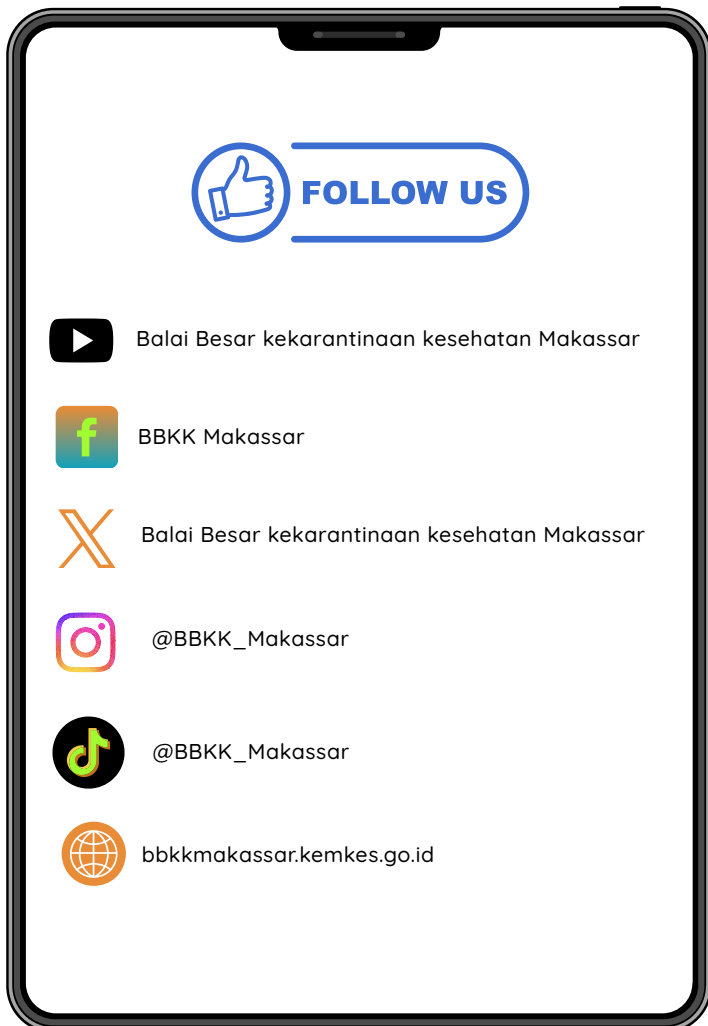 FOLLOW US
Balai Besar kekarantinaan kesehatan Makassar
BBKK Makassar
Balai Besar kekarantinaan kesehatan Makassar
@BBKK_Makassar
@BBKK_Makassar
bbkkmakassar.kemkes.go.id